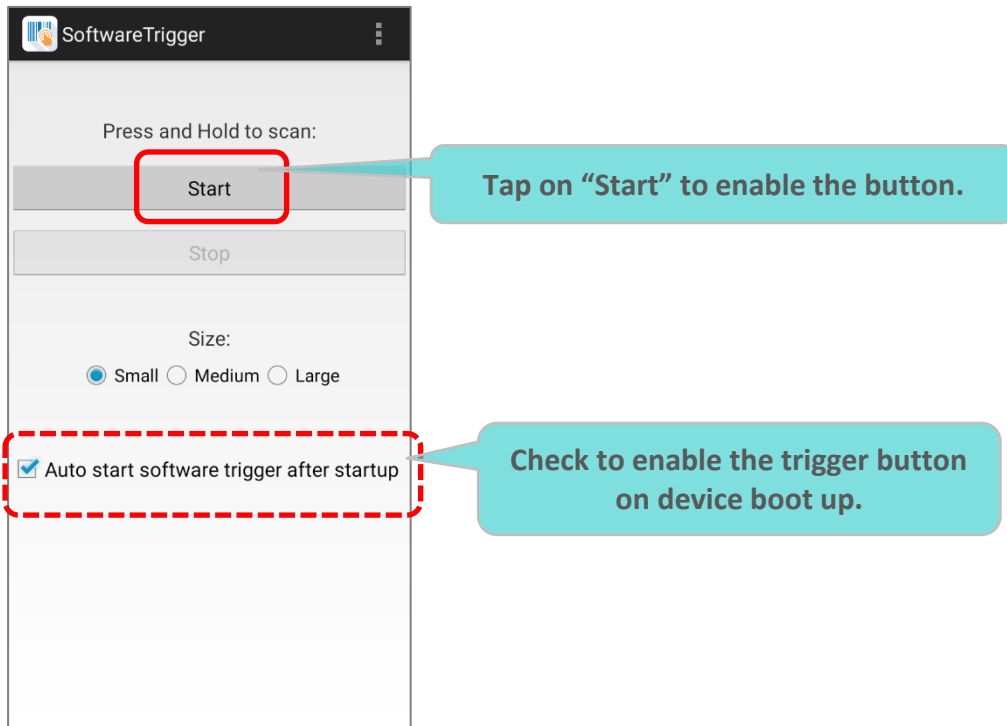 SoftwareTrigger
Press and Hold to scan:
Start
Tap on “Start” to enable the button.
Stop
Size:
Small Medium Large
Auto start software trigger after startup
Check to enable the trigger button
on device boot up.